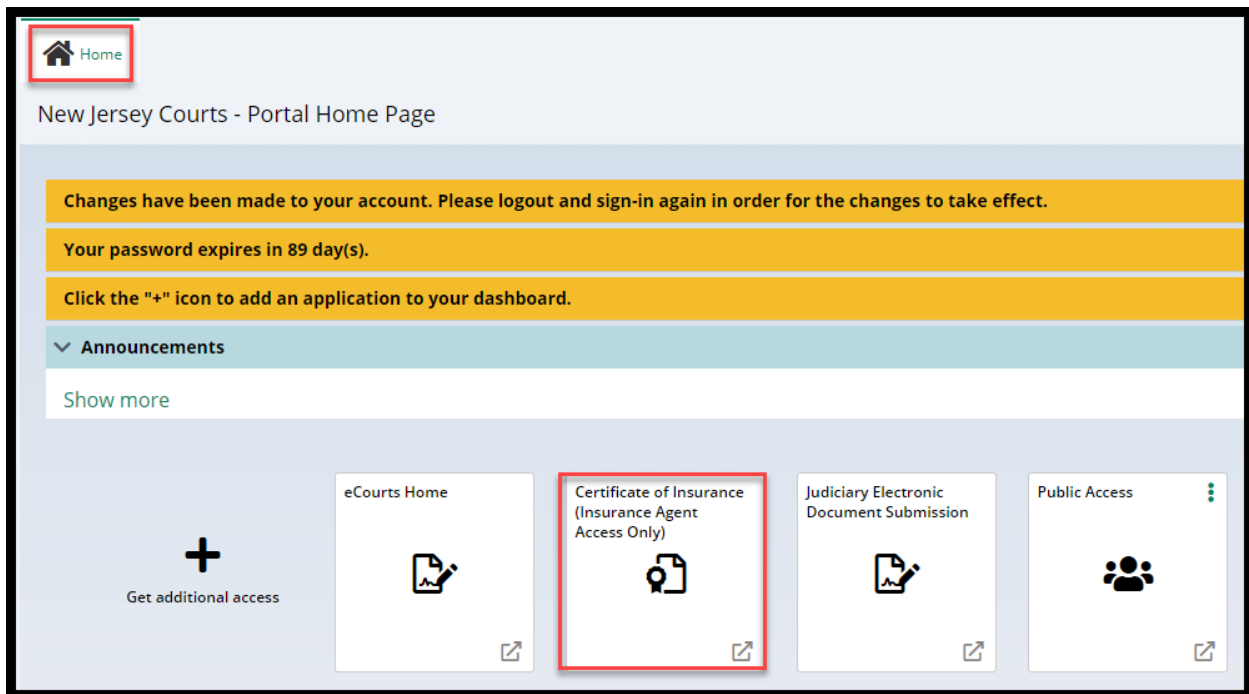 Home
New Jersey Courts - Portal Home Page
Changes have been made to your account. Please logout and sign-in again in order for the changes to take effect.
Your password expires in 89 day(s).
Click the "+" icon to add an application to your dashboard.
Announcements
Show more
Get additional access
eCourts Home
Certificate of Insurance
(Insurance Agent
Access Only)
Judiciary Electronic
Document Submission
Public Access